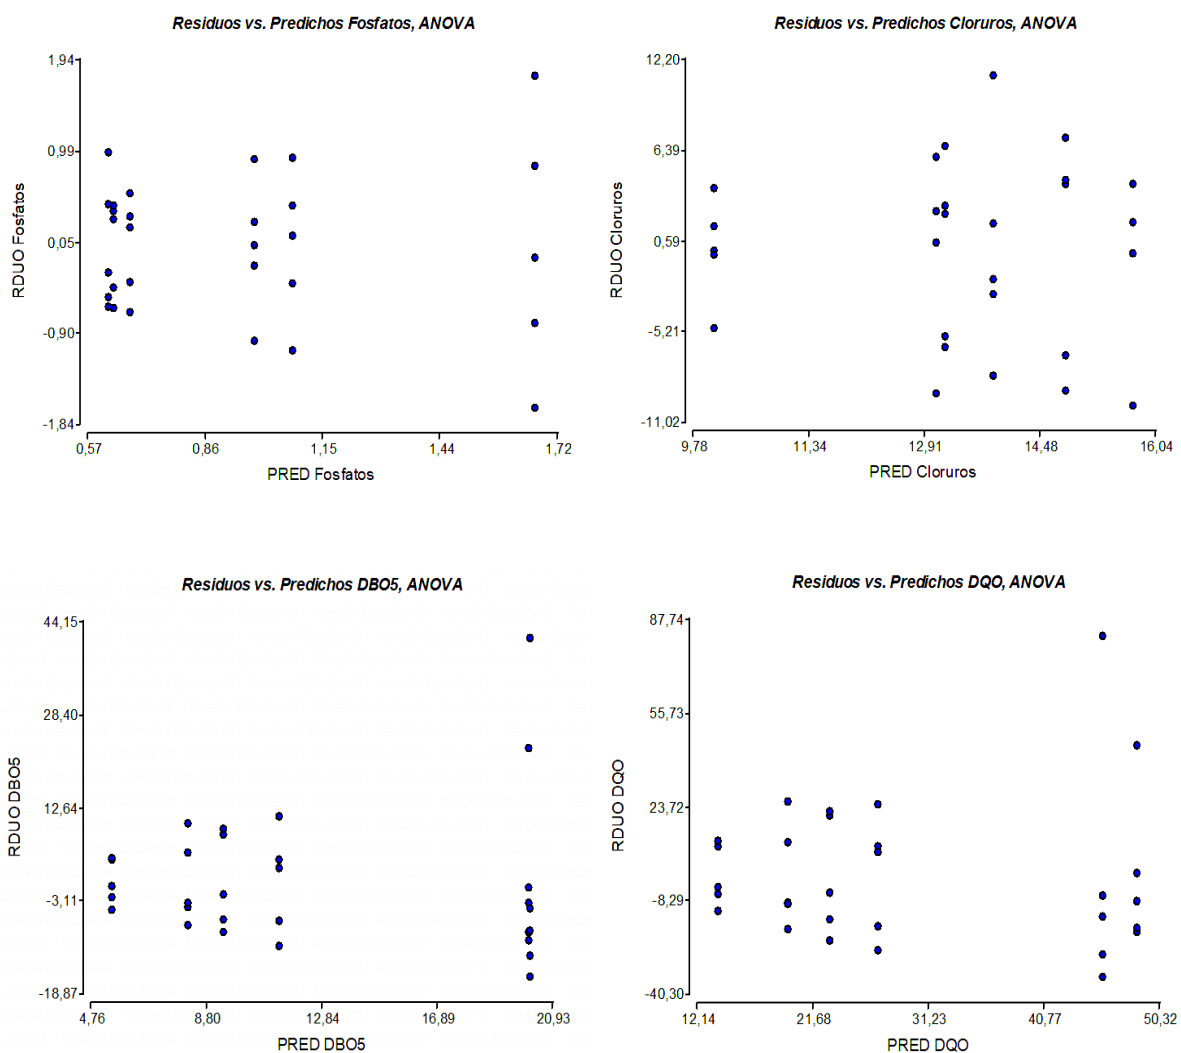 Residuos vs. Predichos Fosfatos, ANOVA
1,94
0,99
0,05
-0,90
-1,84
RDUO Fosfatos
0,57 0,86 1,15 1,44 1,72
PRED Fosfatos
Residuos vs. Predichos Cloruros, ANOVA
12,20
6,39
0,59
-5,21
-11,02
RDUO Cloruros
9,78 11,34 12,91 14,48 16,04
PRED Cloruros
Residuos vs. Predichos DBO5, ANOVA
44,15
28,40
12,64
-3,11
-18,87
RDUO DBO5
4,76 8,80 12,84 16,89 20,93
PRED DBO5
Residuos vs. Predichos DQO, ANOVA
87,74
55,73
23,72
-8,29
-40,30
RDUO DQO
12,14 21,68 31,23 40,77 50,32
PRED DQO